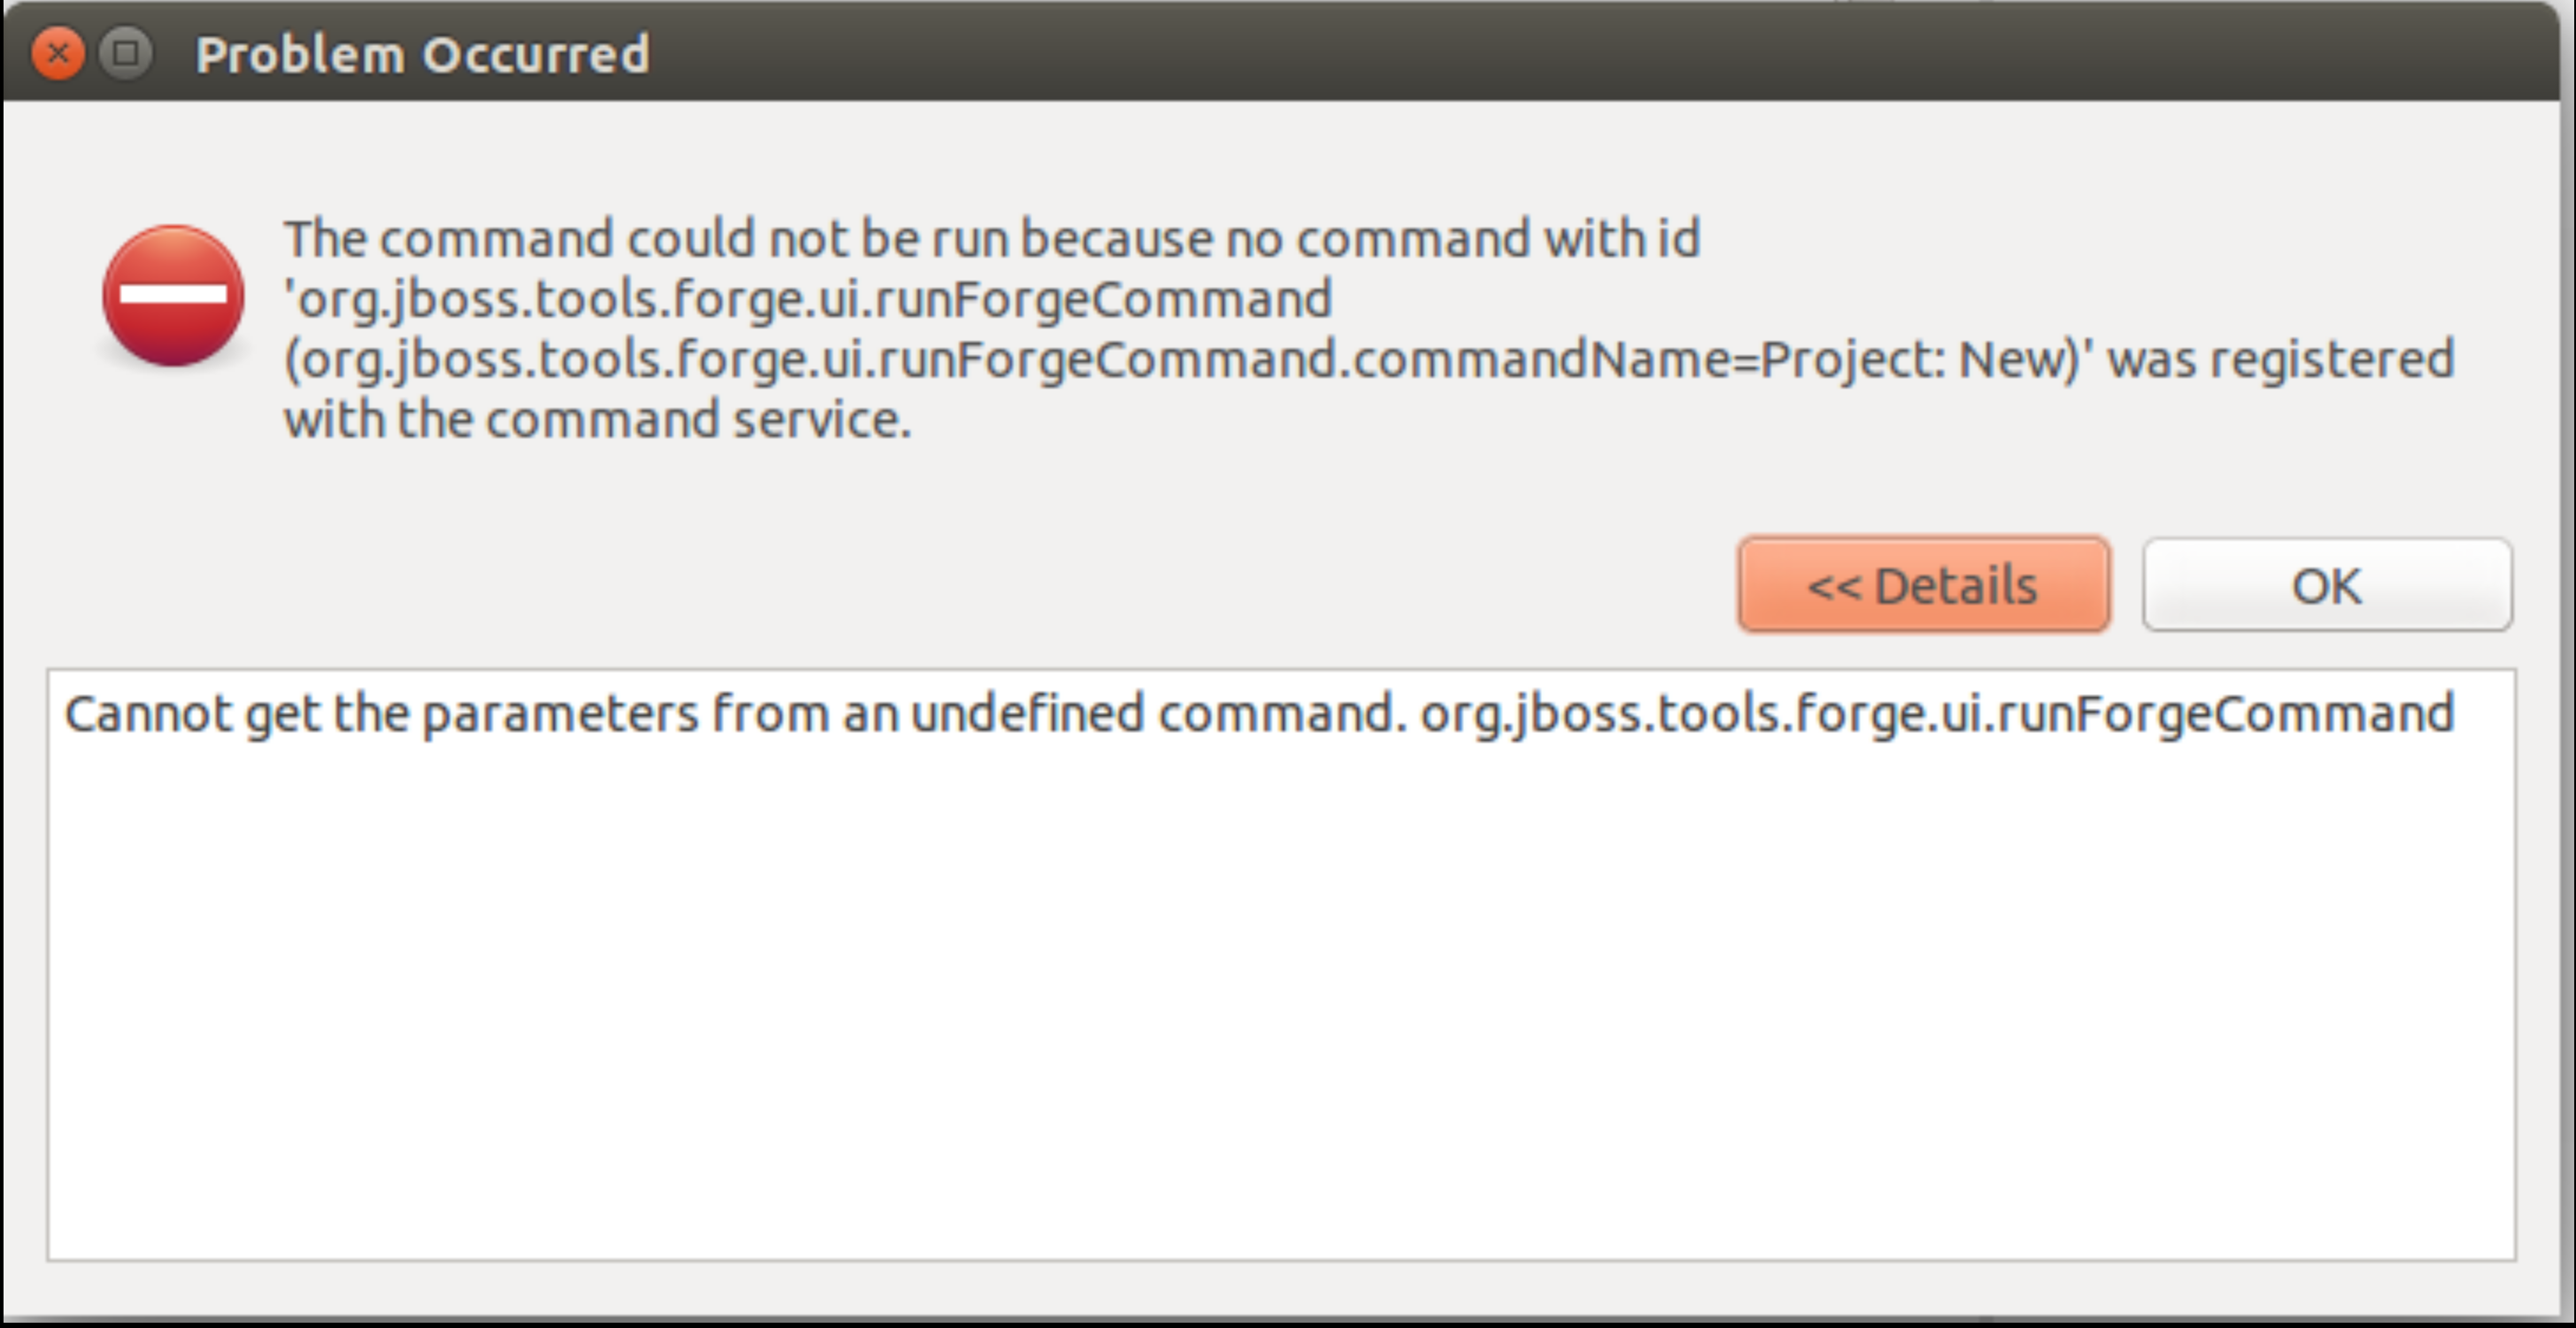 Problem Occurred
The command could not be run because no command with id
'org.jboss.tools.forge.ui.runForgeCommand
(org.jboss.tools.forge.ui.runForgeCommand.commandName=Project: New)' was registered
with the command service.
<< Details OK
Cannot get the parameters from an undefined command. org.jboss.tools.forge.ui.runForgeCommand